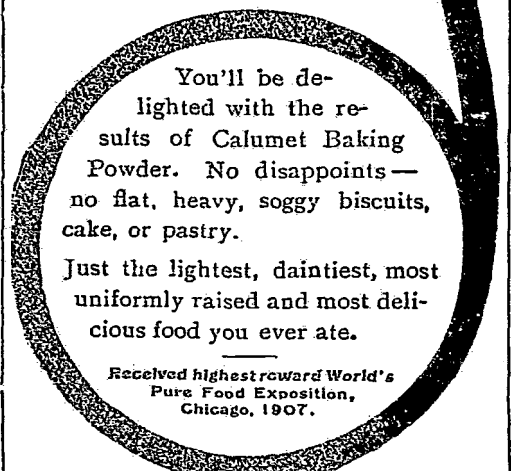 You'll be de-
lighted with the re-
sults of Calumet Baking
Powder. No disappoints—
no flat, heavy, soggy biscuits,
cake, or pastry.
Just the lightest, daintiest, most
uniformly raised and most deli-
cious food you ever ate.
Received highest reward World's
Pure Food Exposition,
Chicago, 1907.